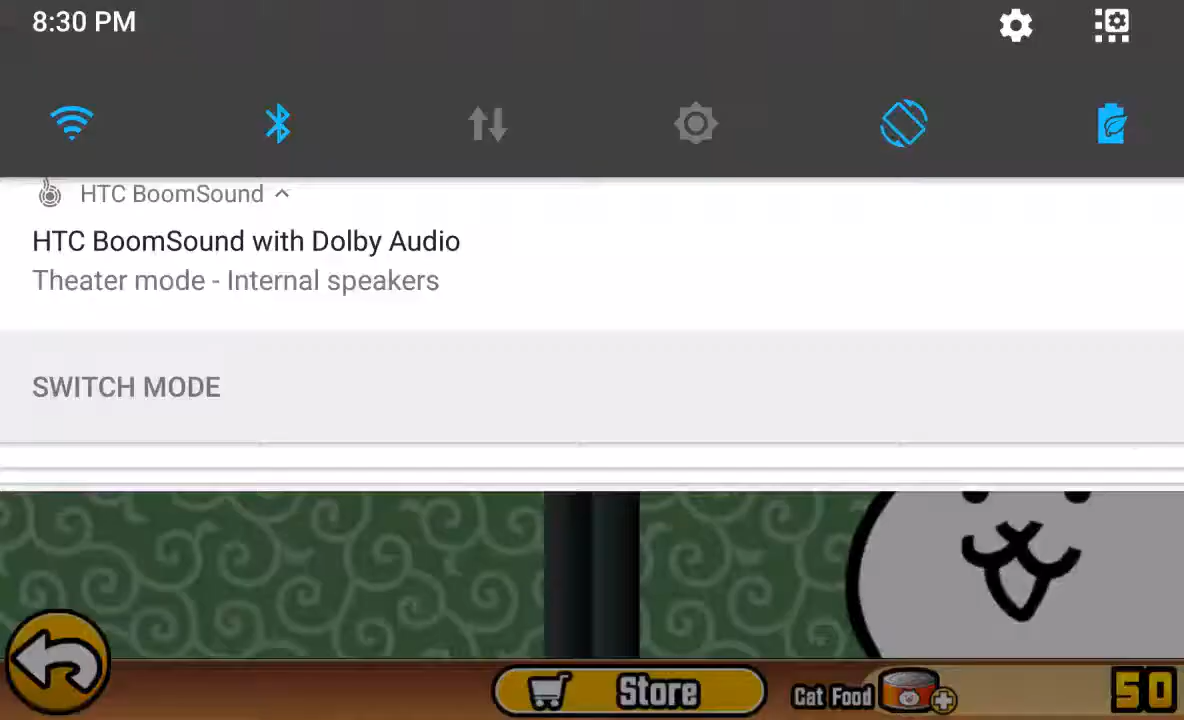 8:30 PM
HTC BoomSound
HTC BoomSound with Dolby Audio
Theater mode - Internal speakers
SWITCH MODE
Store
Cat Food
50